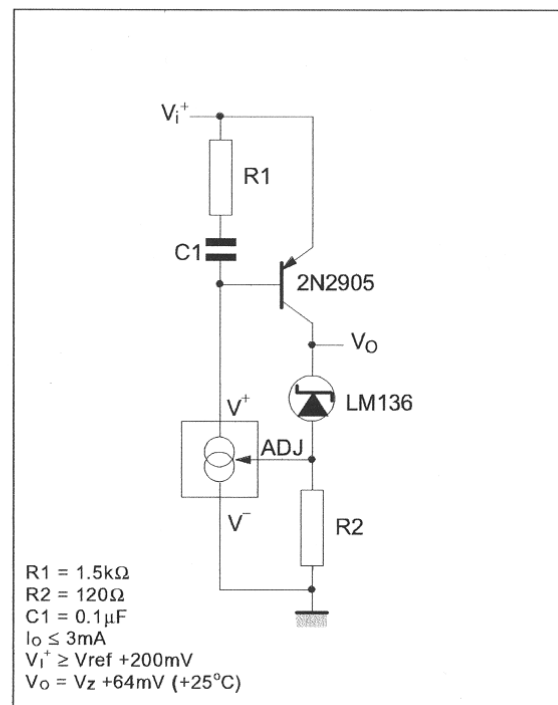 Vi+
R1
C1
2N2905
VO
LM136
V+
ADJ
V−
R2
R1 = 1.5kΩ
R2 = 120Ω
C1 = 0.1µF
IO ≤ 3mA
VI+ ≥ Vref +200mV
VO = VZ +64mV (+25°C)